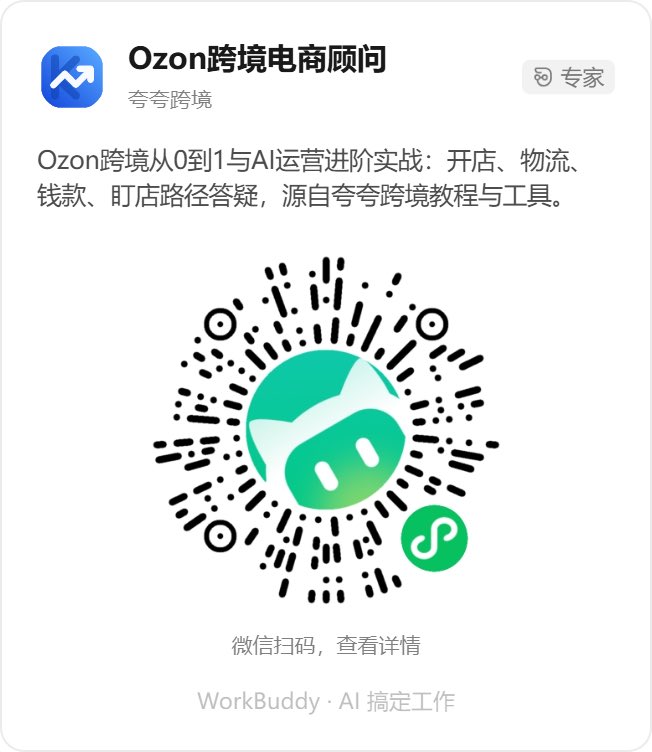 Ozon跨境电商顾问
夸夸跨境
专家
Ozon跨境从0到1与AI运营进阶实战：开店、物流、
钱款、盯店路径答疑，源自夸夸跨境教程与工具。
微信扫码，查看详情
WorkBuddy · AI 搞定工作